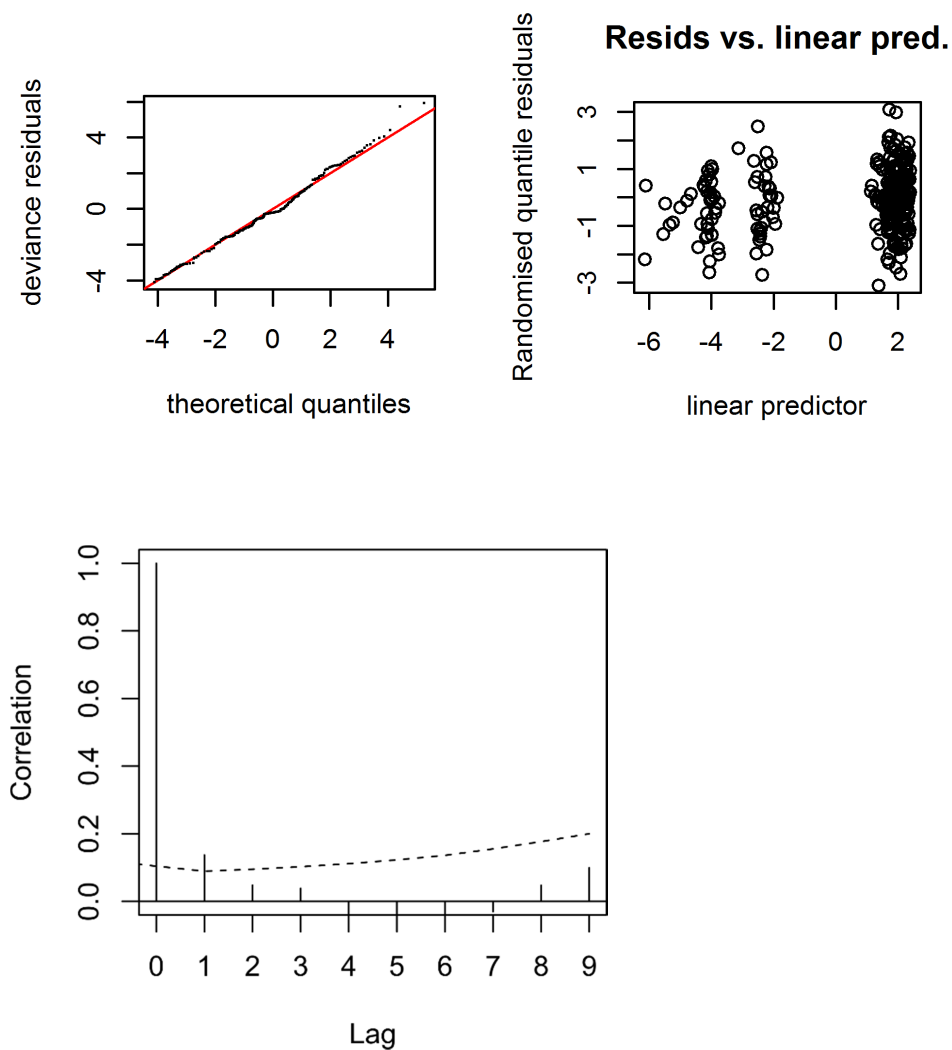 deviance residuals
4
0
-4
-4 -2 0 2 4
theoretical quantiles
Resids vs. linear pred.
Randomised quantile residuals
3
1
-1
-3
-6 -4 -2 0 2
linear predictor
Correlation
1.0
0.8
0.6
0.4
0.2
0.0
0 1 2 3 4 5 6 7 8 9
Lag